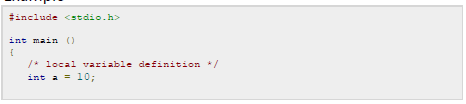 #include <stdio.h>
int main ()
{
/* local variable definition */
int a = 10;